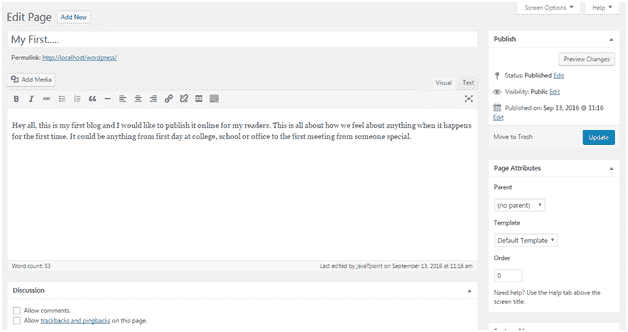 Screen Options ▼ Help ▼
Edit Page Add New
My First.....
Permalink: http://localhost/wordpress/
Add Media
Visual Text
B I ABC
Hey all, this is my first blog and I would like to publish it online for my readers. This is all about how we feel about anything when it happens
for the first time. It could be anything from first day at college, school or office to the first meeting from someone special.
Word count: 53 Last edited by javaTpoint on September 13, 2016 at 11:16 am
Discussion
Allow comments.
Allow trackbacks and pingbacks on this page.
Publish
Preview Changes
Status: Published Edit
Visibility: Public Edit
Published on: Sep 13, 2016 @ 11:16
Edit
Move to Trash Update
Page Attributes
Parent
(no parent)
Template
Default Template
Order
0
Need help? Use the Help tab above the
screen title.